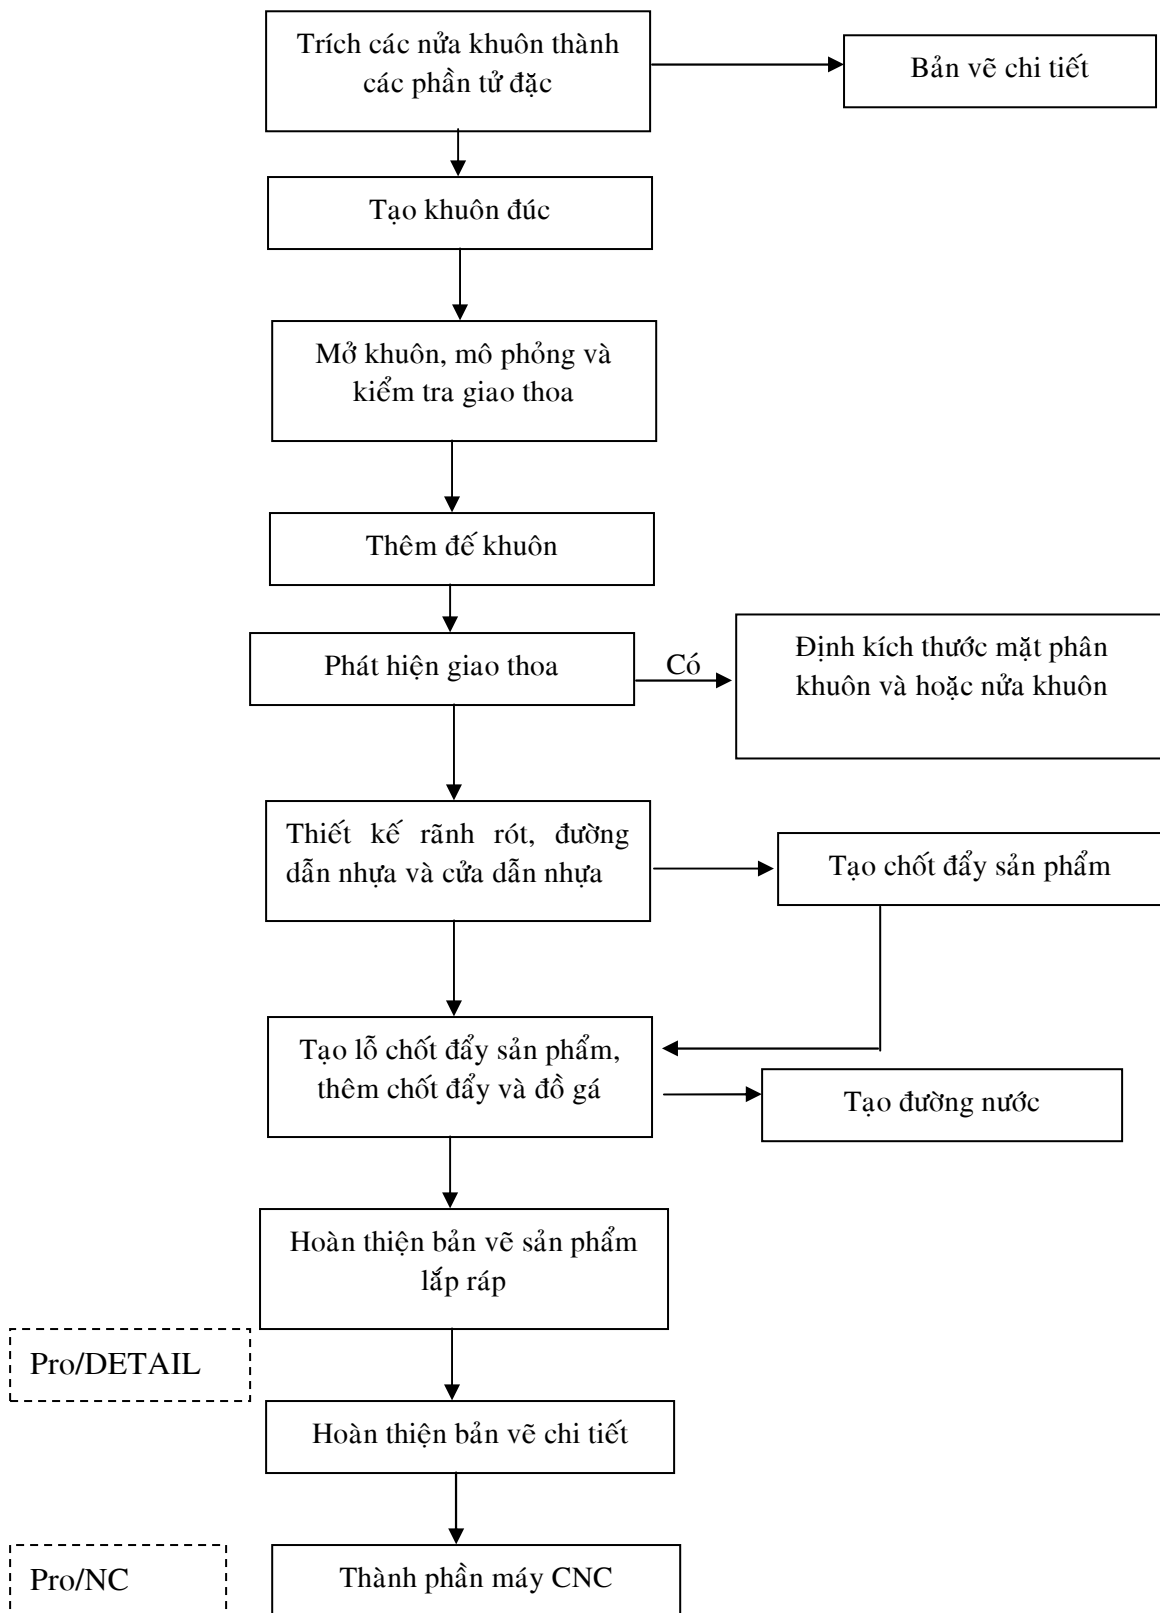 Trích các nửa khuôn thành
các phần tử đặc
Bản vẽ chi tiết
Tạo khuôn đúc
Mở khuôn, mô phỏng và
kiểm tra giao thoa
Thêm đế khuôn
Phát hiện giao thoa
Có
Định kích thước mặt phân
khuôn và hoặc nửa khuôn
Thiết kế rãnh rót, đường
dẫn nhựa và cửa dẫn nhựa
Tạo chốt đẩy sản phẩm
Tạo lỗ chốt đẩy sản phẩm,
thêm chốt đẩy và đồ gá
Tạo đường nước
Hoàn thiện bản vẽ sản phẩm
lắp ráp
Pro/DETAIL
Hoàn thiện bản vẽ chi tiết
Pro/NC
Thành phần máy CNC